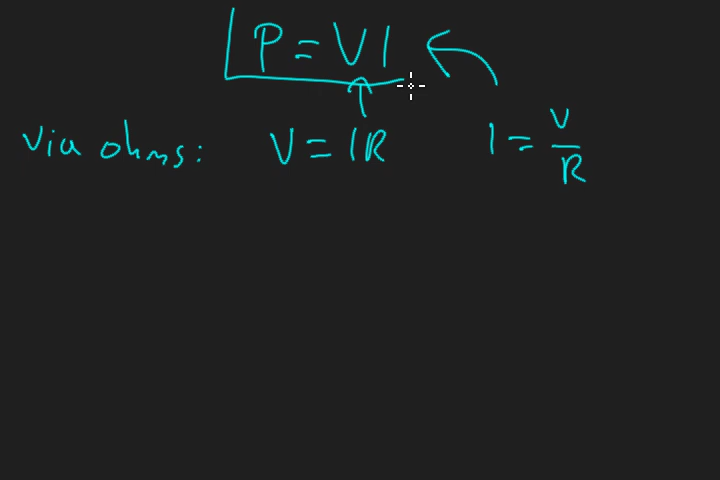 P = VI
Via ohms: V = IR I = V/R